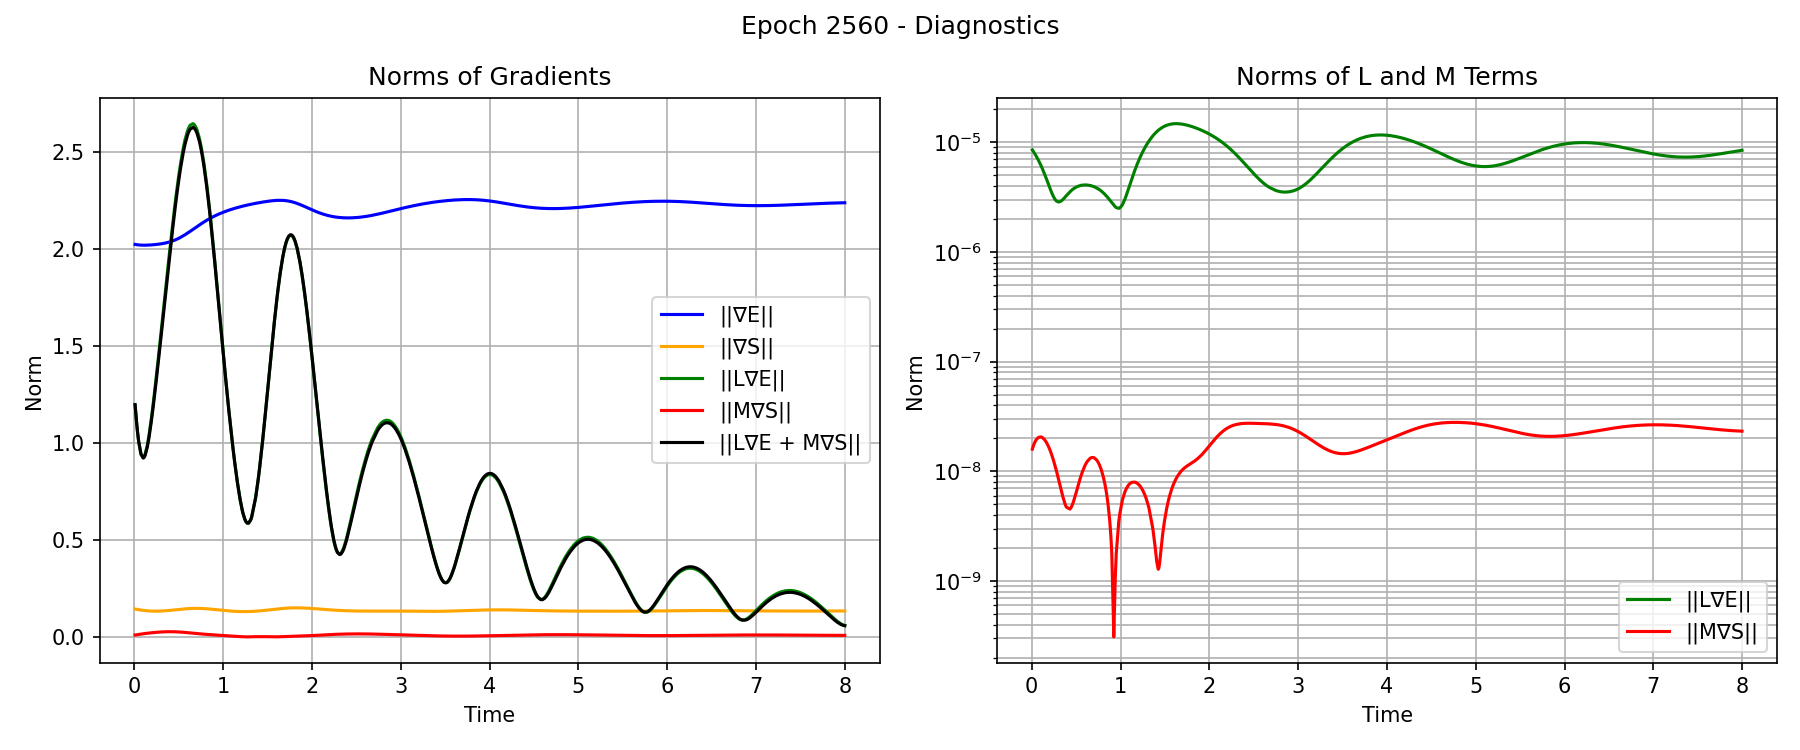 Epoch 2560 - Diagnostics
Norms of Gradients
2.5
2.0
1.5
1.0
0.5
0.0
Norm
0 1 2 3 4 5 6 7 8
Time
||∇E||
||∇S||
||L∇E||
||M∇S||
||L∇E + M∇S||
Norms of L and M Terms
10⁻⁵
10⁻⁶
10⁻⁷
10⁻⁸
10⁻⁹
Norm
0 1 2 3 4 5 6 7 8
Time
||L∇E||
||M∇S||